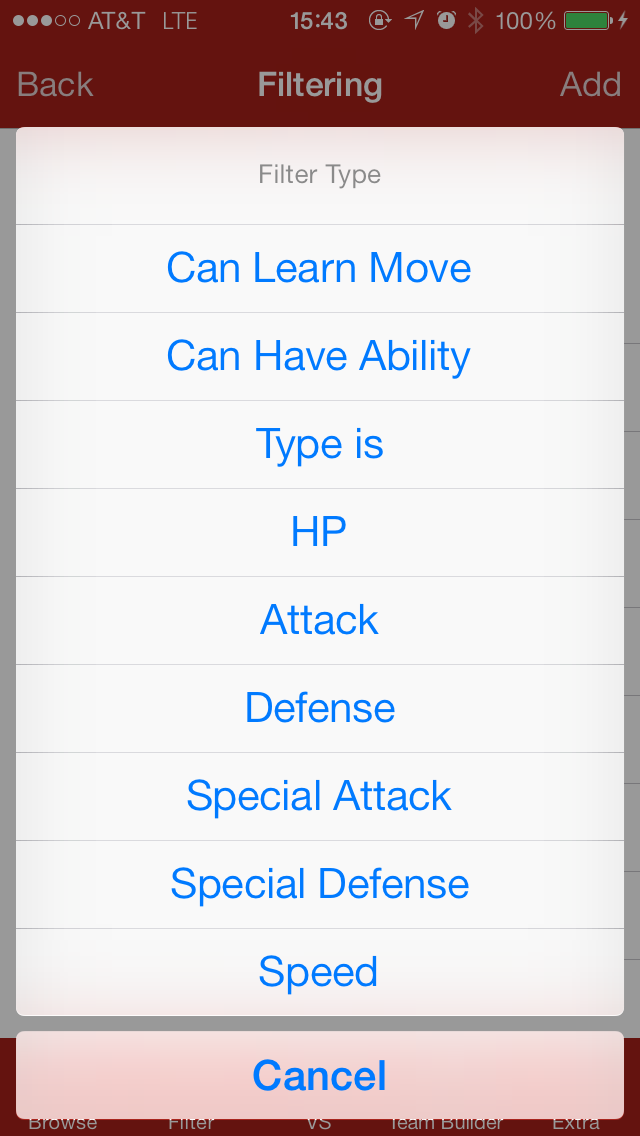 AT&T LTE 15:43 100%
Back Filtering Add
Filter Type
Can Learn Move
Can Have Ability
Type is
HP
Attack
Defense
Special Attack
Special Defense
Speed
Cancel
Browse Filter VS Team Builder Extra